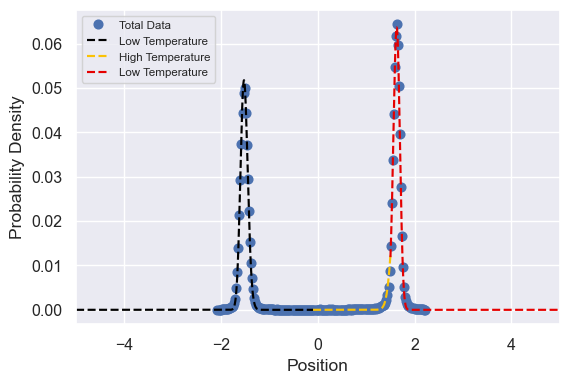 Total Data
Low Temperature
High Temperature
Low Temperature
Probability Density
0.06
0.05
0.04
0.03
0.02
0.01
0.00
−4
−2
0
2
4
Position